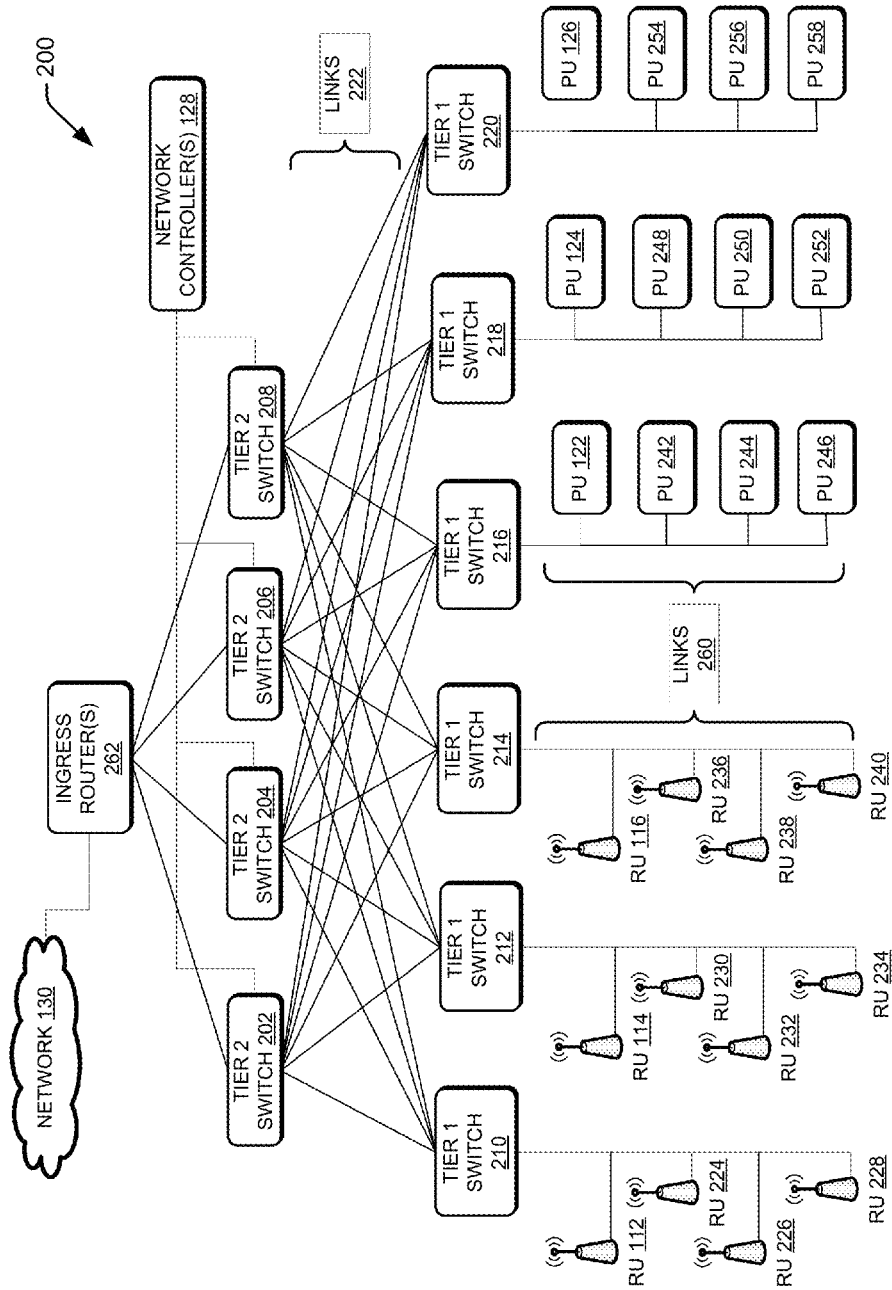 200
NETWORK 130
INGRESS
ROUTER(S)
262
NETWORK
CONTROLLER(S) 128
TIER 2
SWITCH 202
TIER 2
SWITCH 204
TIER 2
SWITCH 206
TIER 2
SWITCH 208
LINKS
222
TIER 1
SWITCH
210
TIER 1
SWITCH
212
TIER 1
SWITCH
214
TIER 1
SWITCH
216
TIER 1
SWITCH
218
TIER 1
SWITCH
220
RU 112
RU 224
RU 226
RU 228
RU 114
RU 230
RU 232
RU 234
RU 116
RU 236
RU 238
RU 240
LINKS
260
PU 122
PU 242
PU 244
PU 246
PU 124
PU 248
PU 250
PU 252
PU 126
PU 254
PU 256
PU 258